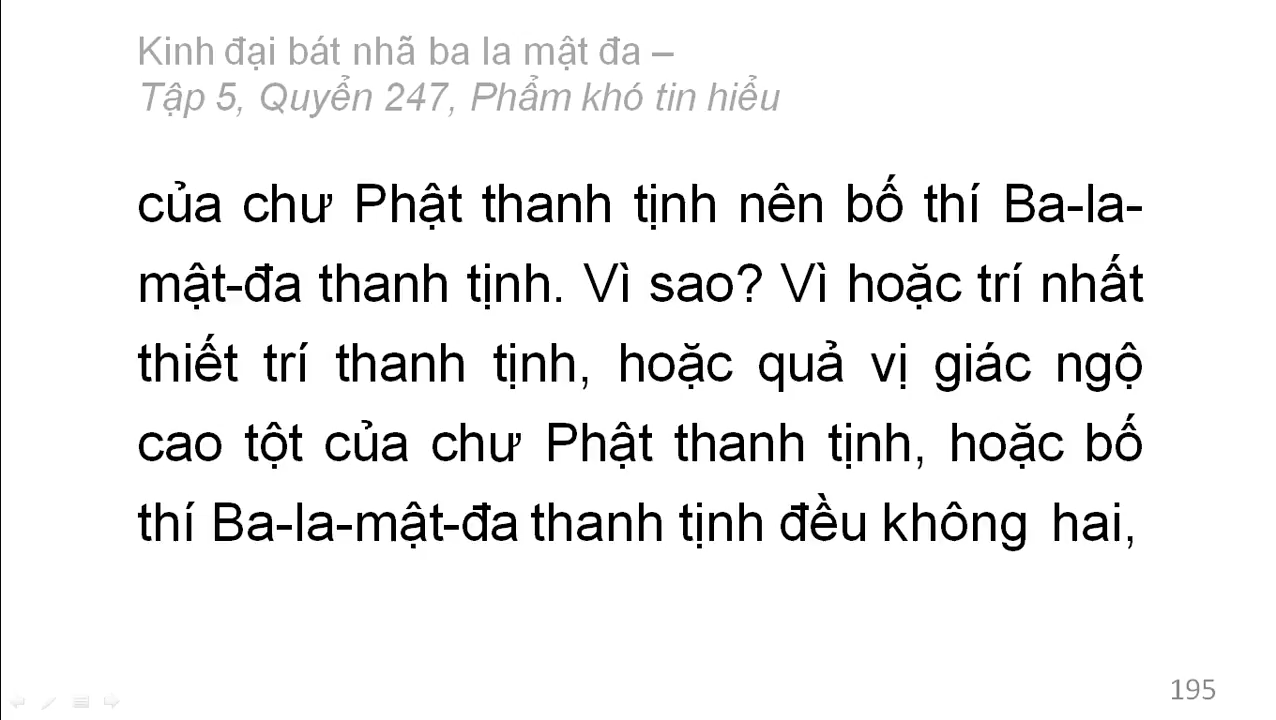 Kinh đại bát nhã ba la mật đa –
Tập 5, Quyển 247, Phẩm khó tin hiểu
của chư Phật thanh tịnh nên bố thí Ba-la-
mật-đa thanh tịnh. Vì sao? Vì hoặc trí nhất
thiết trí thanh tịnh, hoặc quả vị giác ngộ
cao tột của chư Phật thanh tịnh, hoặc bố
thí Ba-la-mật-đa thanh tịnh đều không hai,
195